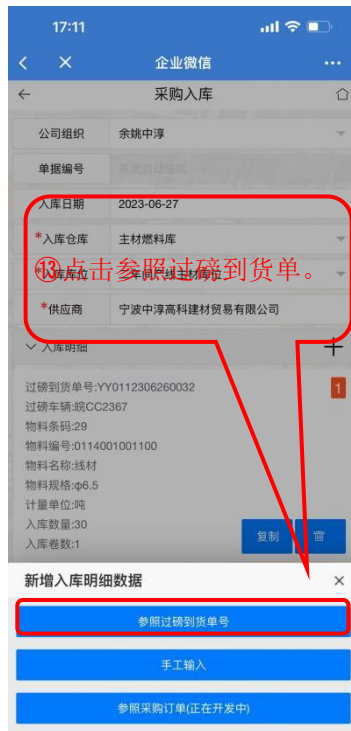 17:11
企业微信
采购入库
公司组织 余姚中淳
单据编号 系统自动生成
入库日期 2023-06-27
*入库仓库 主材燃料库
⑬点击参照过磅到货单。
*供应商 宁波中淳高科建材贸易有限公司
入库明细
过磅到货单号:YY0112306260032
1
过磅车辆:皖CC2367
物料条码:29
物料编号:0114001001100
物料名称:线材
物料规格:φ6.5
计量单位:吨
入库数量:30
入库卷数:1
复制
新增入库明细数据
参照过磅到货单号
手工输入
参照采购订单(正在开发中)